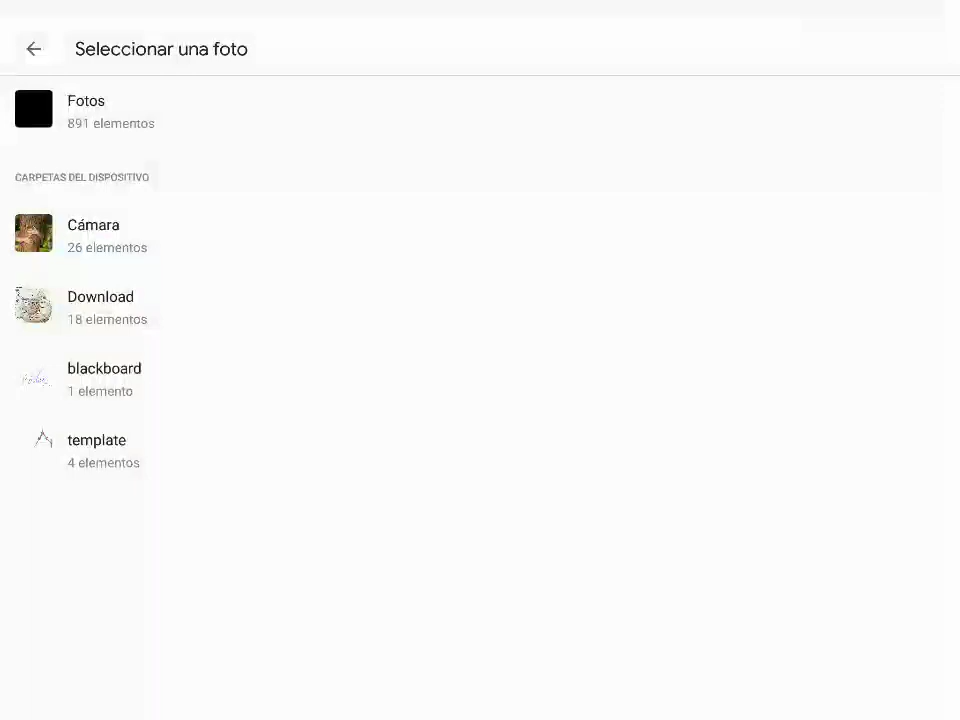 Seleccionar una foto
Fotos
891 elementos
CARPETAS DEL DISPOSITIVO
Cámara
26 elementos
Download
18 elementos
blackboard
1 elemento
template
4 elementos